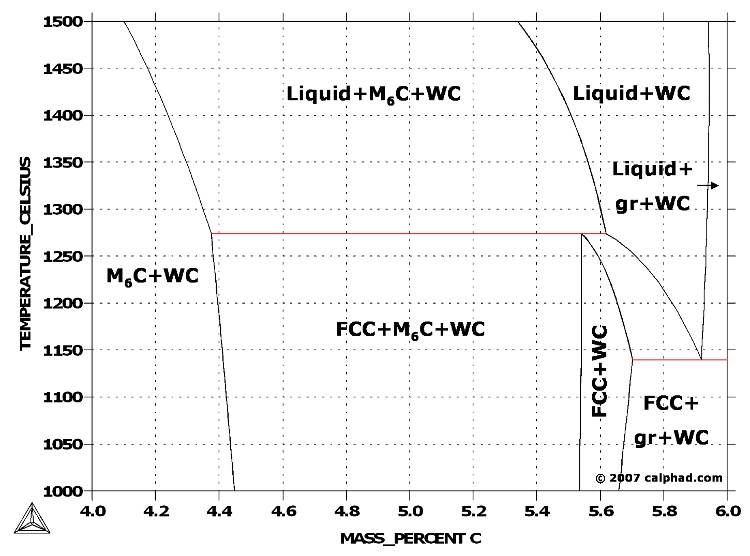 1500
1450
Liquid+M₆C+WC
Liquid+WC
1400
1350
Liquid+
gr+WC
1300
1250
M₆C+WC
1200
FCC+M₆C+WC
FCC+WC
1150
1100
FCC+
gr+WC
1050
© 2007 calphad.com
1000
TEMPERATURE_CELSIUS
4.0 4.2 4.4 4.6 4.8 5.0 5.2 5.4 5.6 5.8 6.0
MASS_PERCENT C